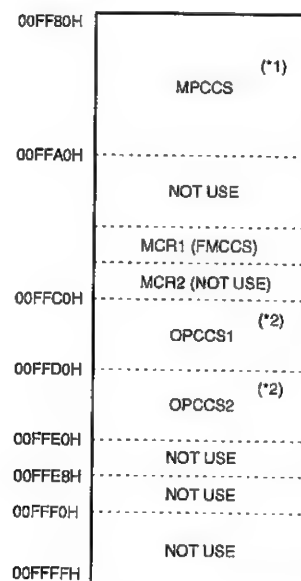 00FF80H
(*1)
MPCCS
00FFA0H
NOT USE
MCR1 (FMCCS)
MCR2 (NOT USE)
00FFC0H
(*2)
OPCCS1
00FFD0H
(*2)
OPCCS2
00FFE0H
NOT USE
00FFE8H
NOT USE
00FFF0H
NOT USE
00FFFFH